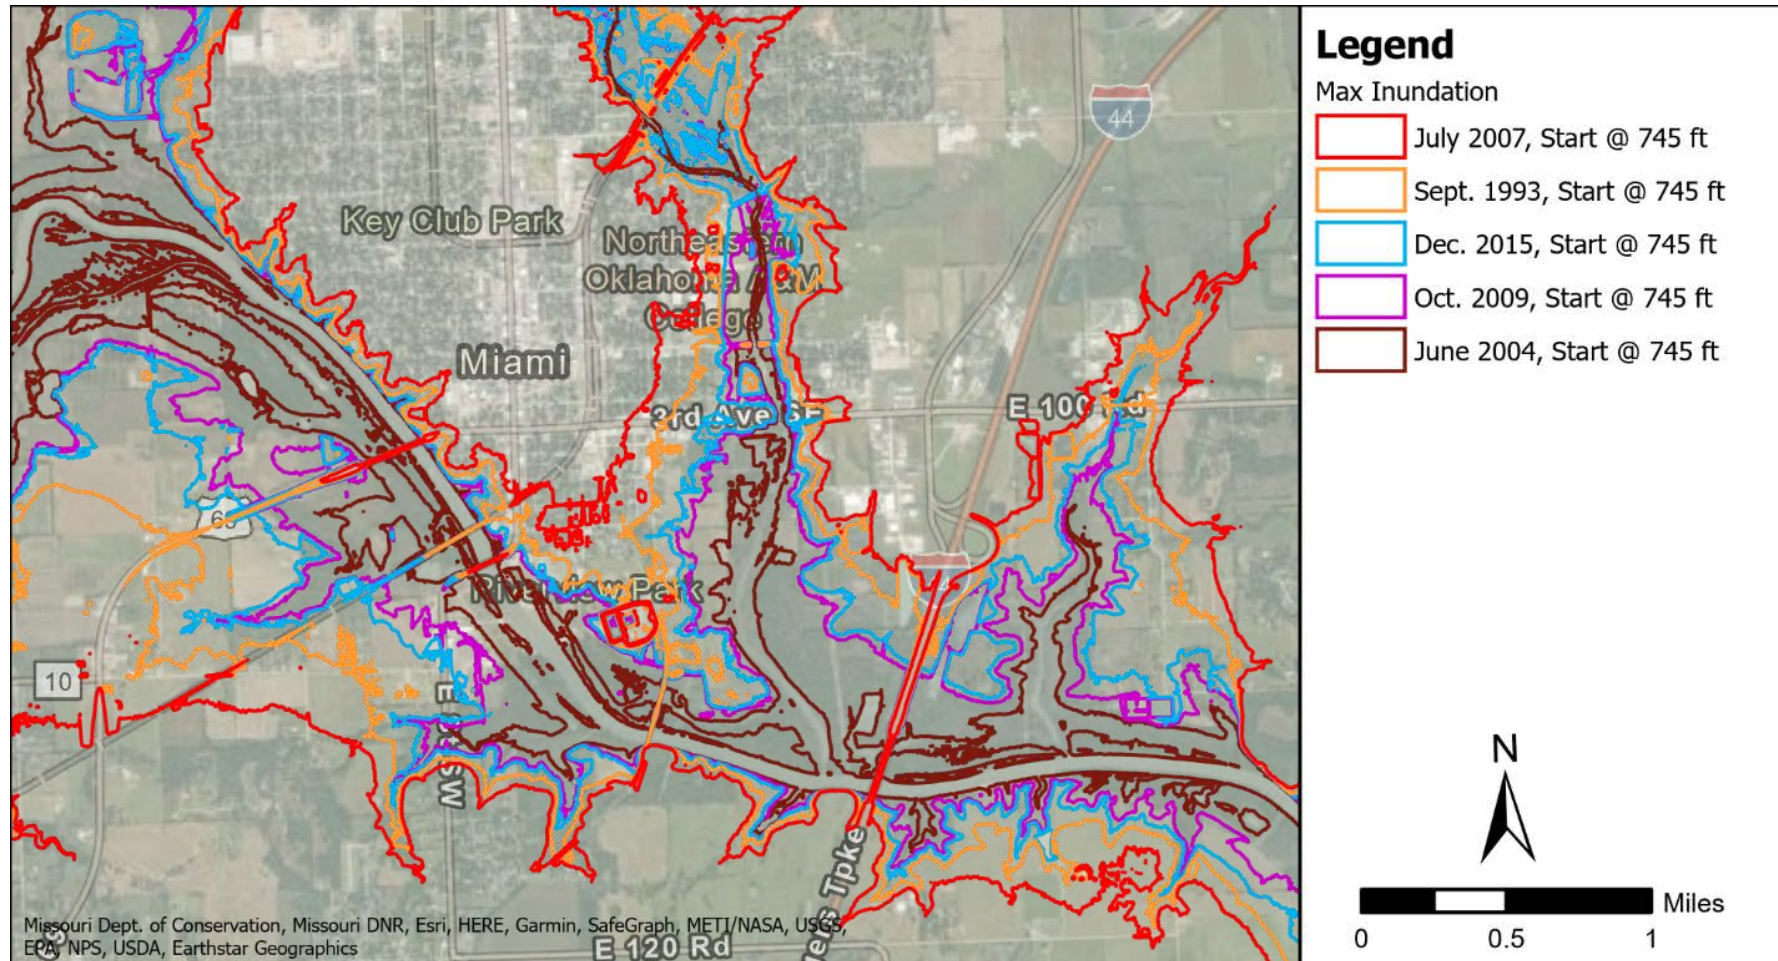 Legend
Max Inundation
July 2007, Start @ 745 ft
Sept. 1993, Start @ 745 ft
Dec. 2015, Start @ 745 ft
Oct. 2009, Start @ 745 ft
June 2004, Start @ 745 ft
44
Key Club Park
Northeastern
Oklahoma A&M
College
Miami
3rd Ave SE
E 100 Rd
Riverview Park
10
SW
E 120 Rd
Tpke
N
Miles
0 0.5 1
Missouri Dept. of Conservation, Missouri DNR, Esri, HERE, Garmin, SafeGraph, METI/NASA, USGS,
EPA, NPS, USDA, Earthstar Geographics